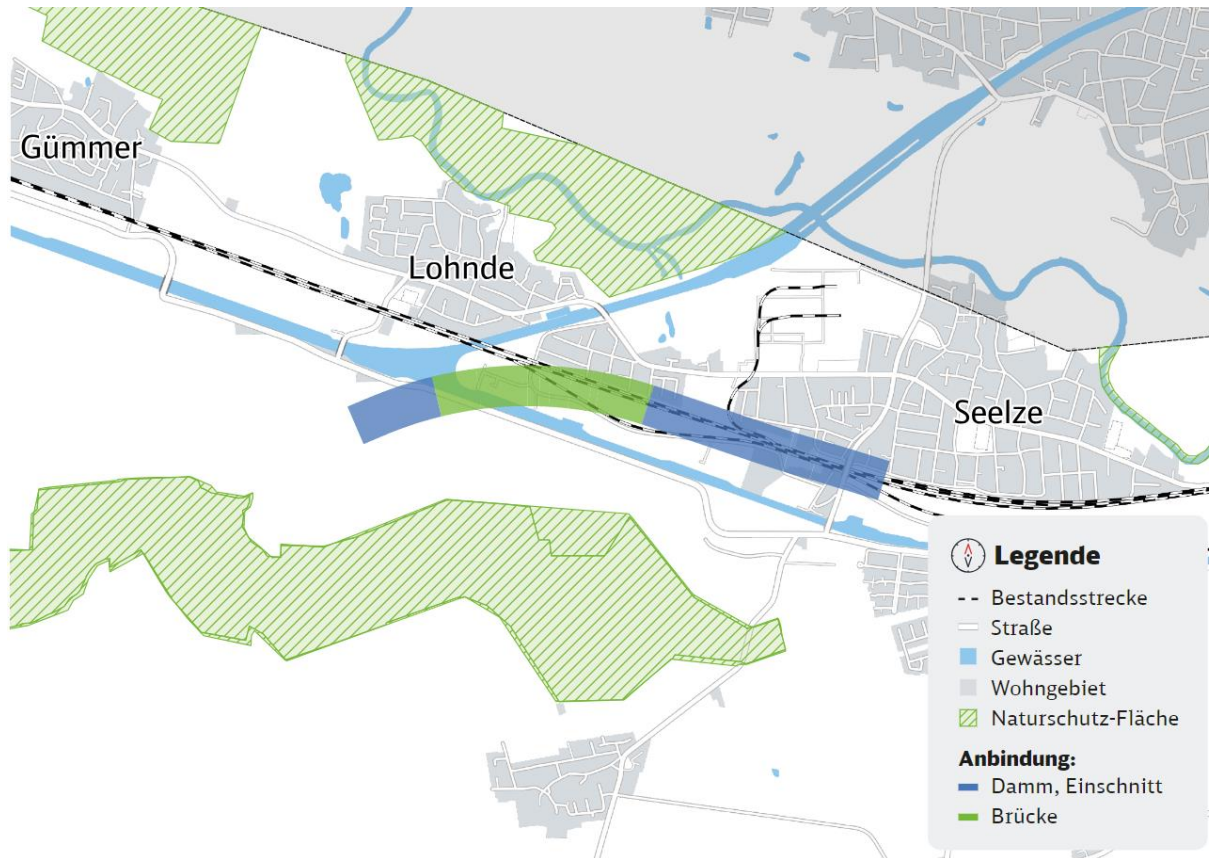 Gümmer
Lohnde
Seelze
Legende
Bestandsstrecke
Straße
Gewässer
Wohngebiet
Naturschutz-Fläche
Anbindung:
Damm, Einschnitt
Brücke